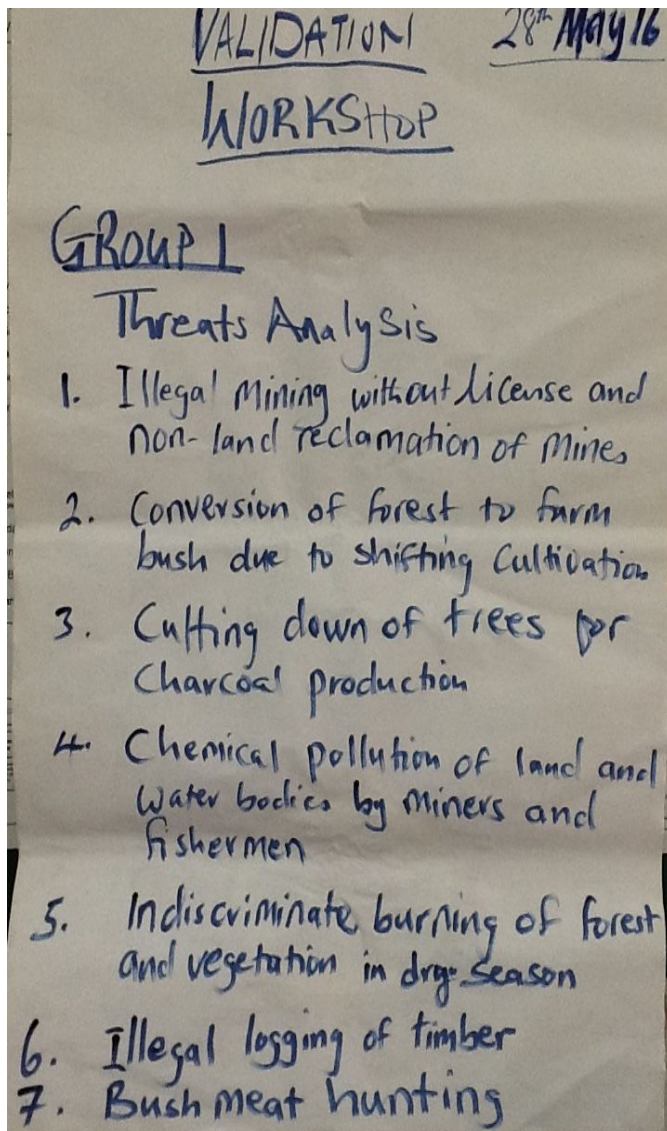 VALIDATION 28th May 16
WORKSHOP
GROUP 1
Threats Analysis
1. Illegal Mining without license and
non-land reclamation of Mines
2. Conversion of forest to farm
bush due to shifting Cultivation
3. Cutting down of trees for
Charcoal production
4. Chemical pollution of land and
Water bodies by Miners and
fishermen
5. Indiscriminate burning of forest
and vegetation in dry-season
6. Illegal logging of timber
7. Bush meat hunting